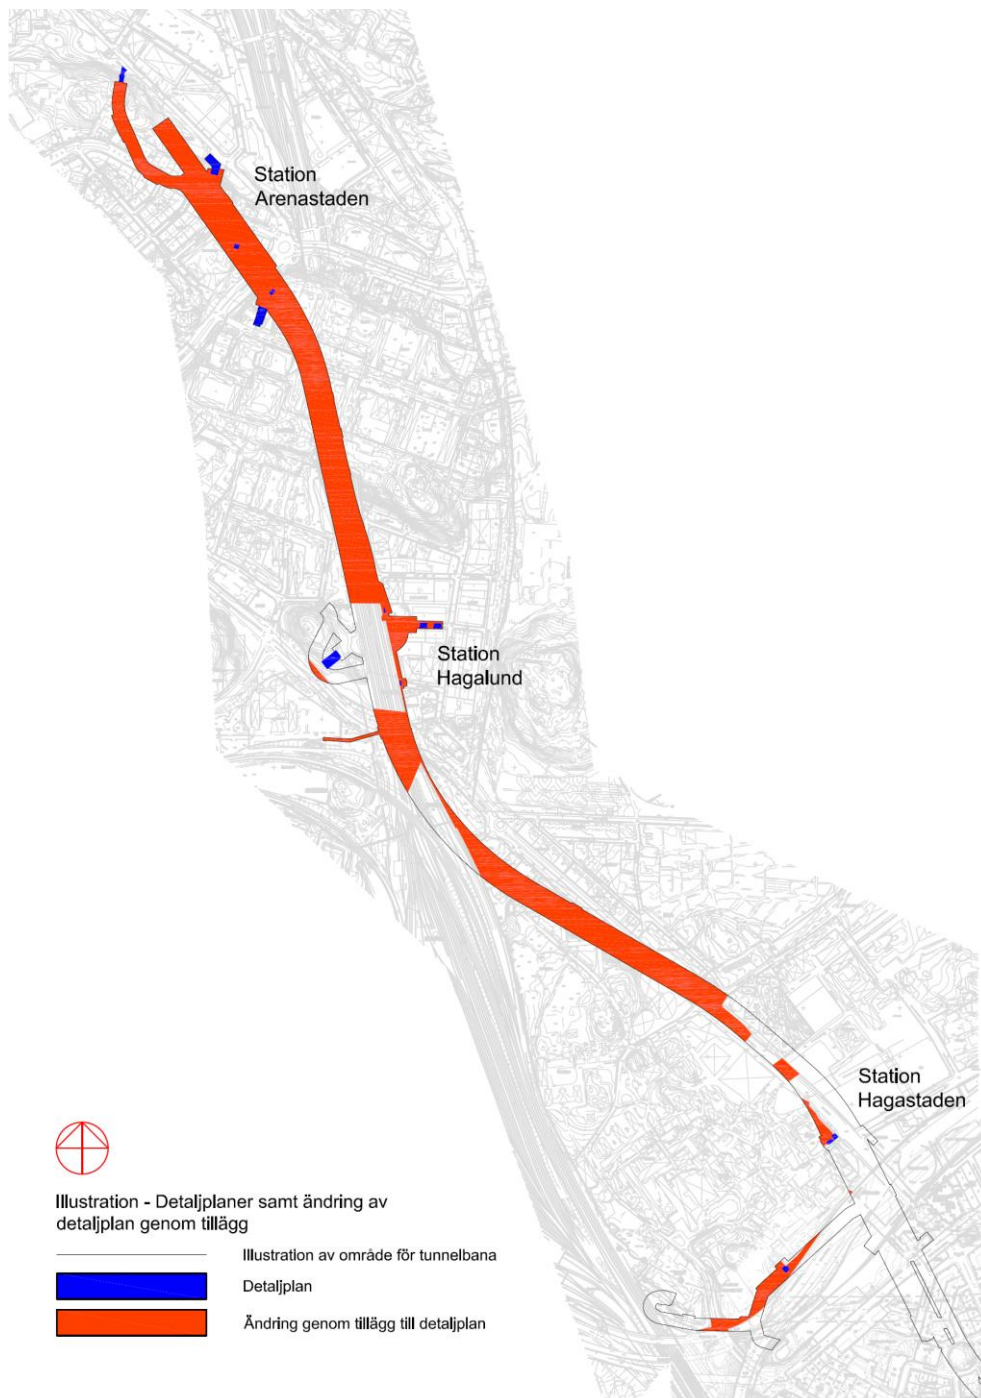 Station
Arenastaden
Station
Hagalund
Station
Hagastaden
Illustration - Detaljplaner samt ändring av
detaljplan genom tillägg
Illustration av område för tunnelbana
Detaljplan
Ändring genom tillägg till detaljplan